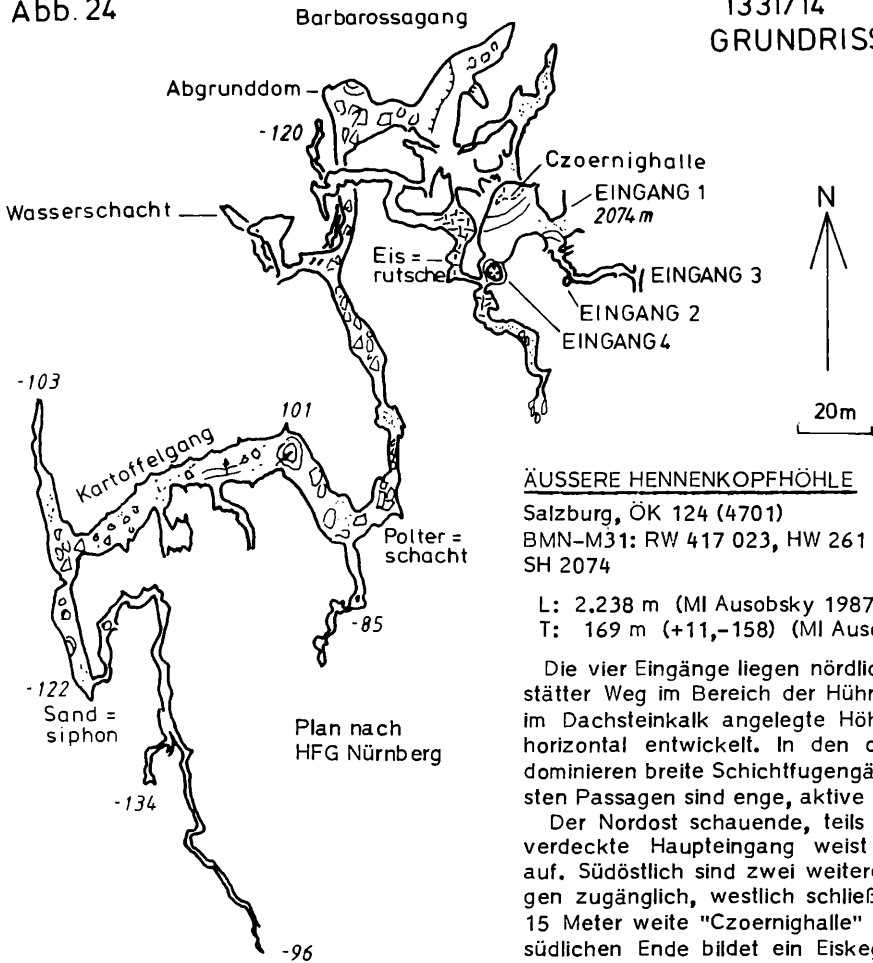 Abb. 24
Barbarossagang
1331/14
GRUNDRISS
Abgrunddom
-120
Czoernighalle
EINGANG 1
2074 m
Wasserschacht
N
Eis =
rutsche
EINGANG 3
EINGANG 2
EINGANG 4
20m
-103
101
Kartoffelgang
Polter =
schacht
-85
-122
Sand =
siphon
Plan nach
HFG Nürnberg
-134
-96
ÄUSSERE HENNENKOPFHÖHLE
Salzburg, ÖK 124 (4701)
BMN-M31: RW 417 023, HW 261
SH 2074
L: 2.238 m (MI Ausobsky 1987
T: 169 m (+11,-158) (MI Auso
Die vier Eingänge liegen nördlic
stätter Weg im Bereich der Hühr
im Dachsteinkalk angelegte Höh
horizontal entwickelt. In den o
dominieren breite Schichtfugengä
sten Passagen sind enge, aktive
Der Nordost schauende, teils
verdeckte Haupteingang weist
auf. Südöstlich sind zwei weiter
gen zugänglich, westlich schließ
15 Meter weite "Czoernighalle"
südlichen Ende bildet ein Eiskeg